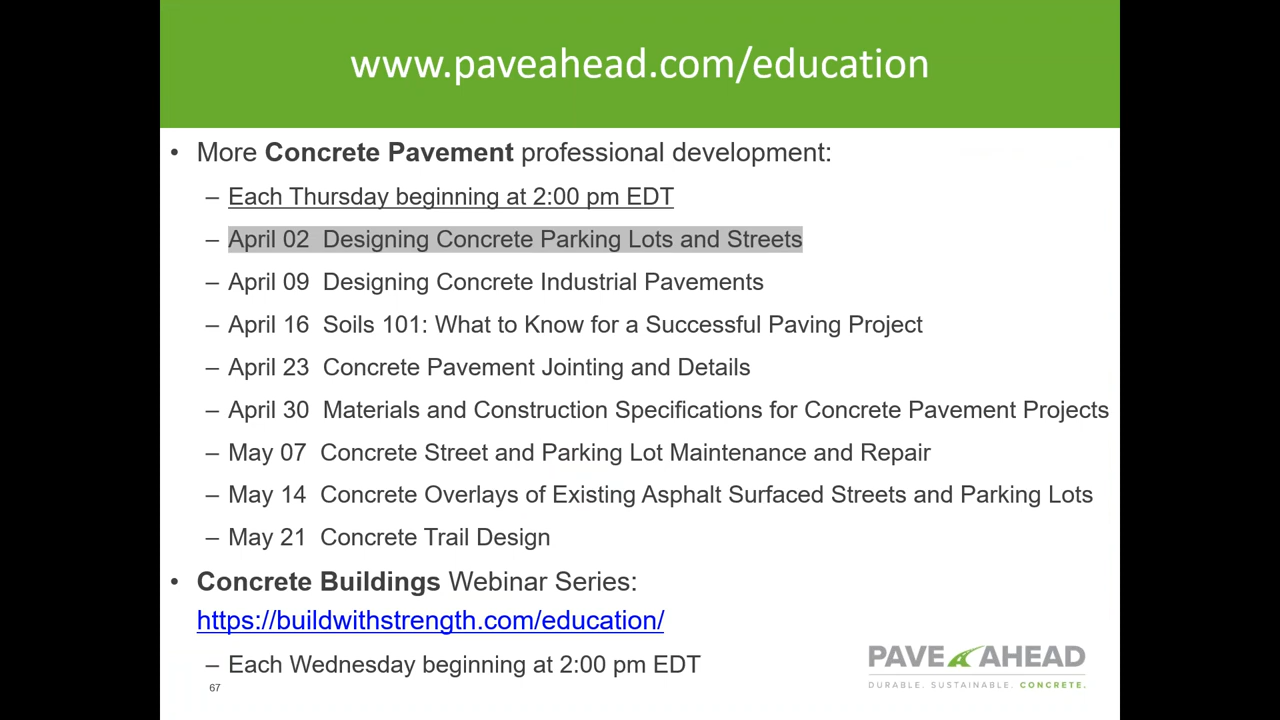 www.paveahead.com/education
• More Concrete Pavement professional development:
– Each Thursday beginning at 2:00 pm EDT
– April 02 Designing Concrete Parking Lots and Streets
– April 09 Designing Concrete Industrial Pavements
– April 16 Soils 101: What to Know for a Successful Paving Project
– April 23 Concrete Pavement Jointing and Details
– April 30 Materials and Construction Specifications for Concrete Pavement Projects
– May 07 Concrete Street and Parking Lot Maintenance and Repair
– May 14 Concrete Overlays of Existing Asphalt Surfaced Streets and Parking Lots
– May 21 Concrete Trail Design
• Concrete Buildings Webinar Series:
https://buildwithstrength.com/education/
– Each Wednesday beginning at 2:00 pm EDT
67
PAVE AHEAD
DURABLE. SUSTAINABLE. CONCRETE.